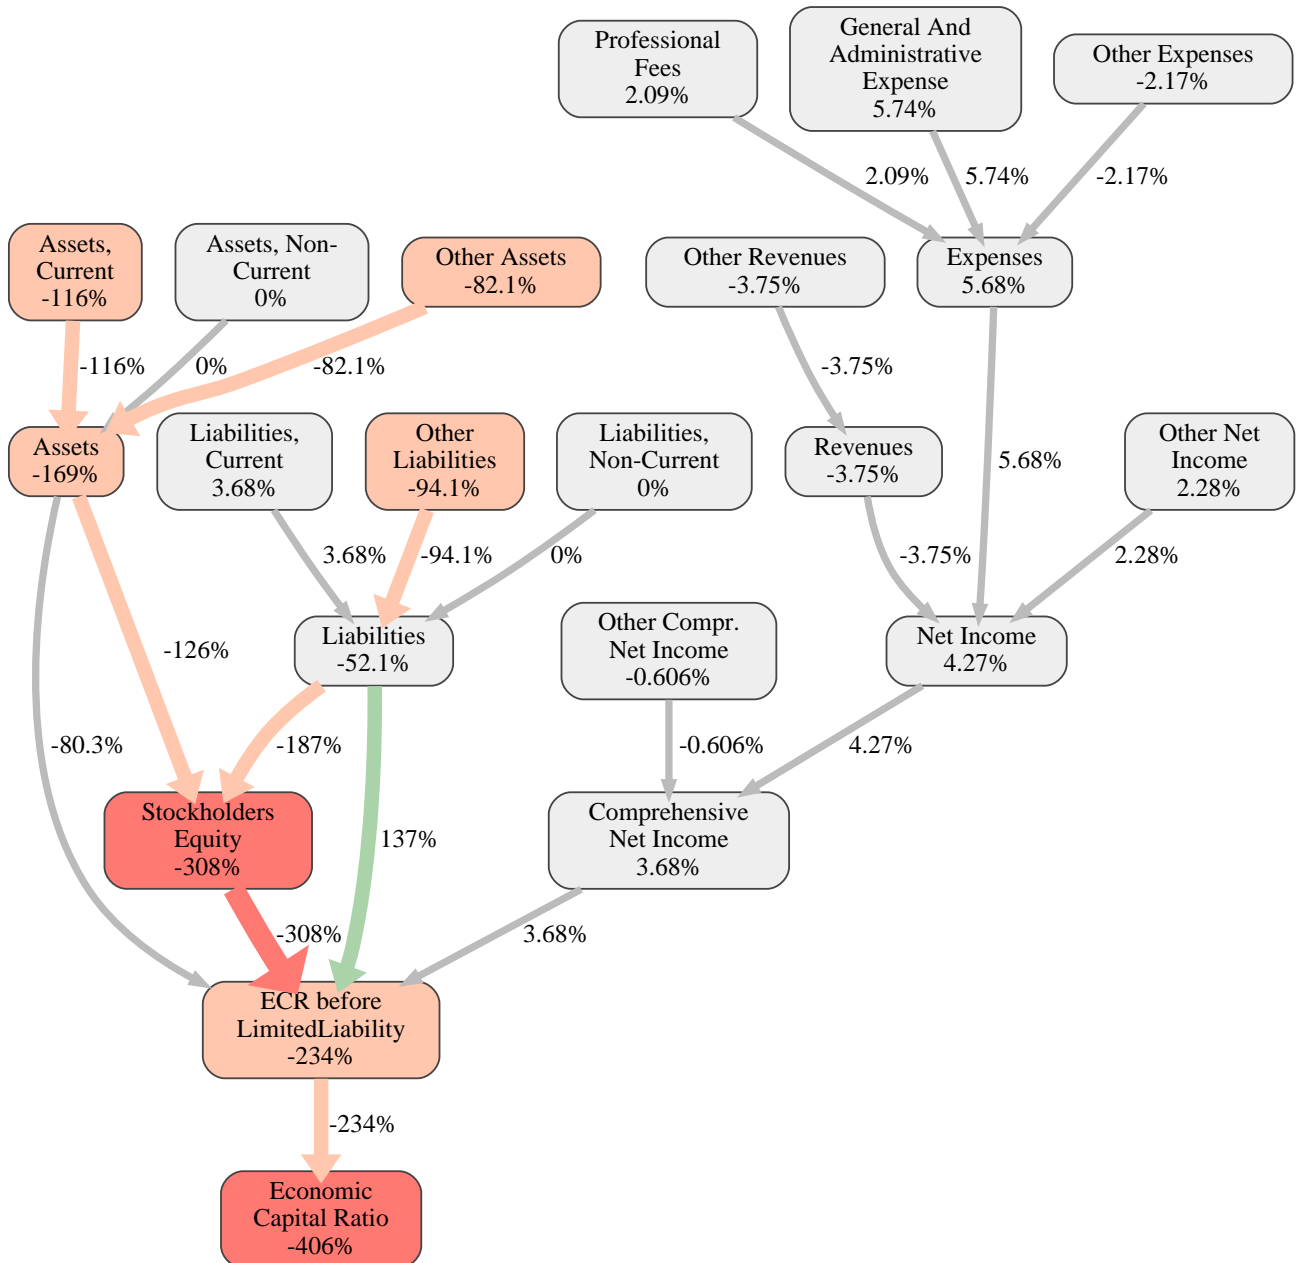 Professional
Fees
2.09%
General And
Administrative
Expense
5.74%
Other Expenses
-2.17%
2.09%
5.74%
-2.17%
Assets,
Current
-116%
Assets, Non-
Current
0%
Other Assets
-82.1%
Other Revenues
-3.75%
Expenses
5.68%
-116%
0%
-82.1%
-3.75%
Assets
-169%
Liabilities,
Current
3.68%
Other
Liabilities
-94.1%
Liabilities,
Non-Current
0%
Revenues
-3.75%
5.68%
Other Net
Income
2.28%
3.68%
-94.1%
0%
-3.75%
2.28%
-126%
Liabilities
-52.1%
Other Compr.
Net Income
-0.606%
Net Income
4.27%
-80.3%
-187%
-0.606%
4.27%
Stockholders
Equity
-308%
137%
Comprehensive
Net Income
3.68%
-308%
3.68%
ECR before
LimitedLiability
-234%
-234%
Economic
Capital Ratio
-406%